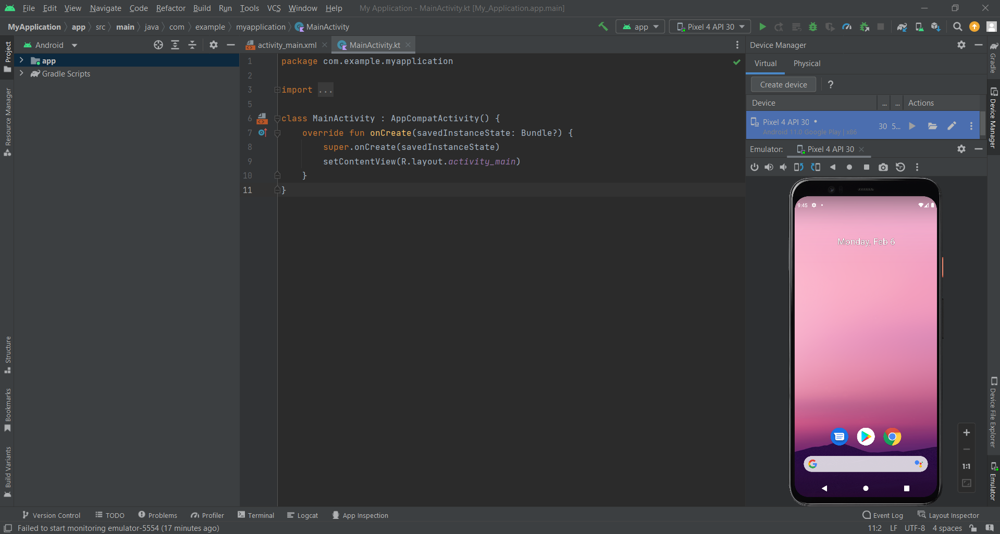 File Edit View Navigate Code Refactor Build Run Tools VCS Window Help My Application - MainActivity.kt [My_Application.app.main]
MyApplication app src main java com example myapplication MainActivity
app Pixel 4 API 30
Project
Resource Manager
Structure
Bookmarks
Build Variants
Android
app
Gradle Scripts
activity_main.xml MainActivity.kt
1 package com.example.myapplication
2
3 import ...
5
6 class MainActivity : AppCompatActivity() {
7 override fun onCreate(savedInstanceState: Bundle?) {
8 super.onCreate(savedInstanceState)
9 setContentView(R.layout.activity_main)
10 }
11 }
Device Manager
Virtual Physical
Create device ?
Device ... ... Actions
Pixel 4 API 30 30 5...
Android 11.0 Google Play | x86
Emulator: Pixel 4 API 30
9:45
Monday, Feb 6
1:1
Gradle
Device Manager
Device File Explorer
Emulator
Version Control TODO Problems Profiler Terminal Logcat App Inspection Event Log Layout Inspector
Failed to start monitoring emulator-5554 (17 minutes ago) 11:2 LF UTF-8 4 spaces